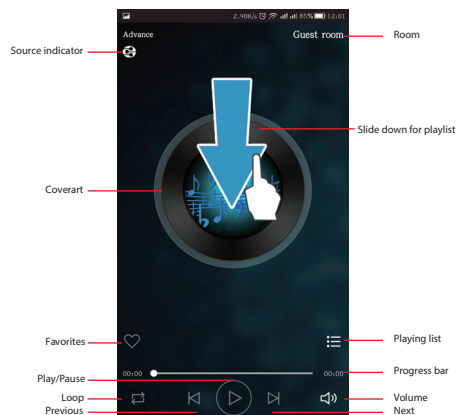 2.90K/s 85% 12:01
Advance Guest room
Room
Source indicator
Slide down for playlist
Coverart
Favorites
Playing list
00:00 00:00
Progress bar
Play/Pause
Loop
Volume
Previous
Next